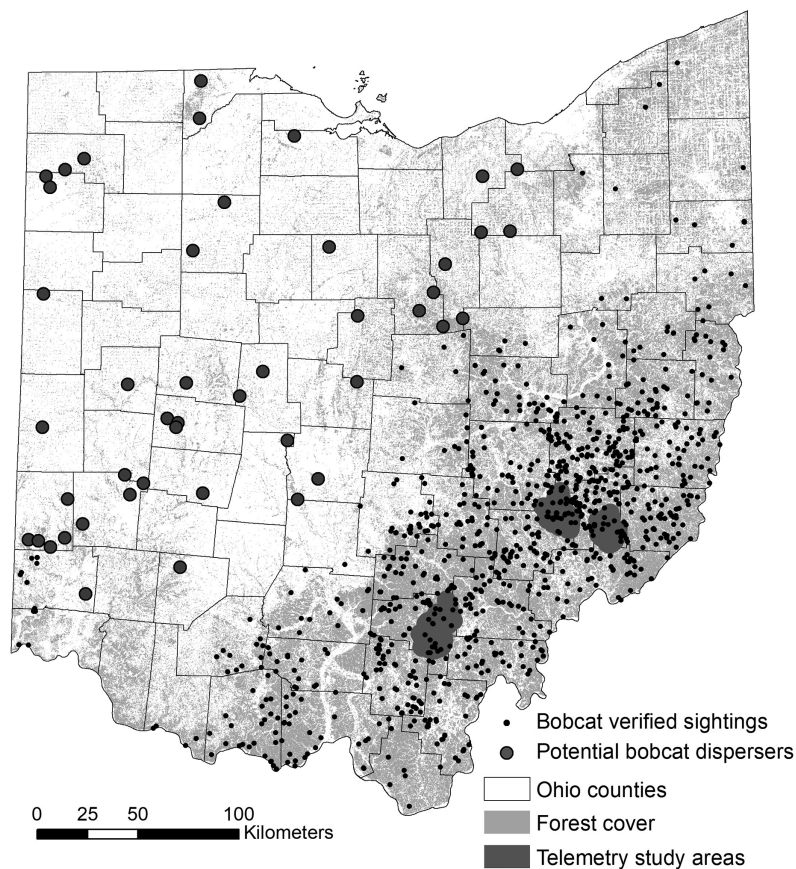 Bobcat verified sightings
Potential bobcat dispersers
Ohio counties
Forest cover
Telemetry study areas
0 25 50 100
Kilometers